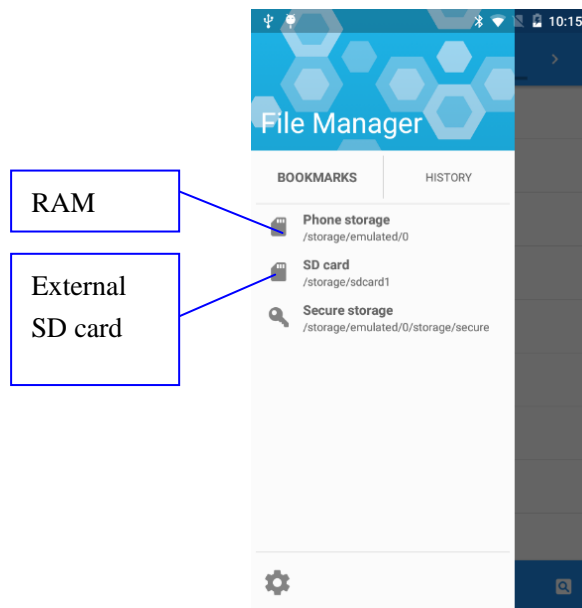 10:15
File Manager
BOOKMARKS HISTORY
RAM
Phone storage
/storage/emulated/0
External
SD card
SD card
/storage/sdcard1
Secure storage
/storage/emulated/0/storage/secure